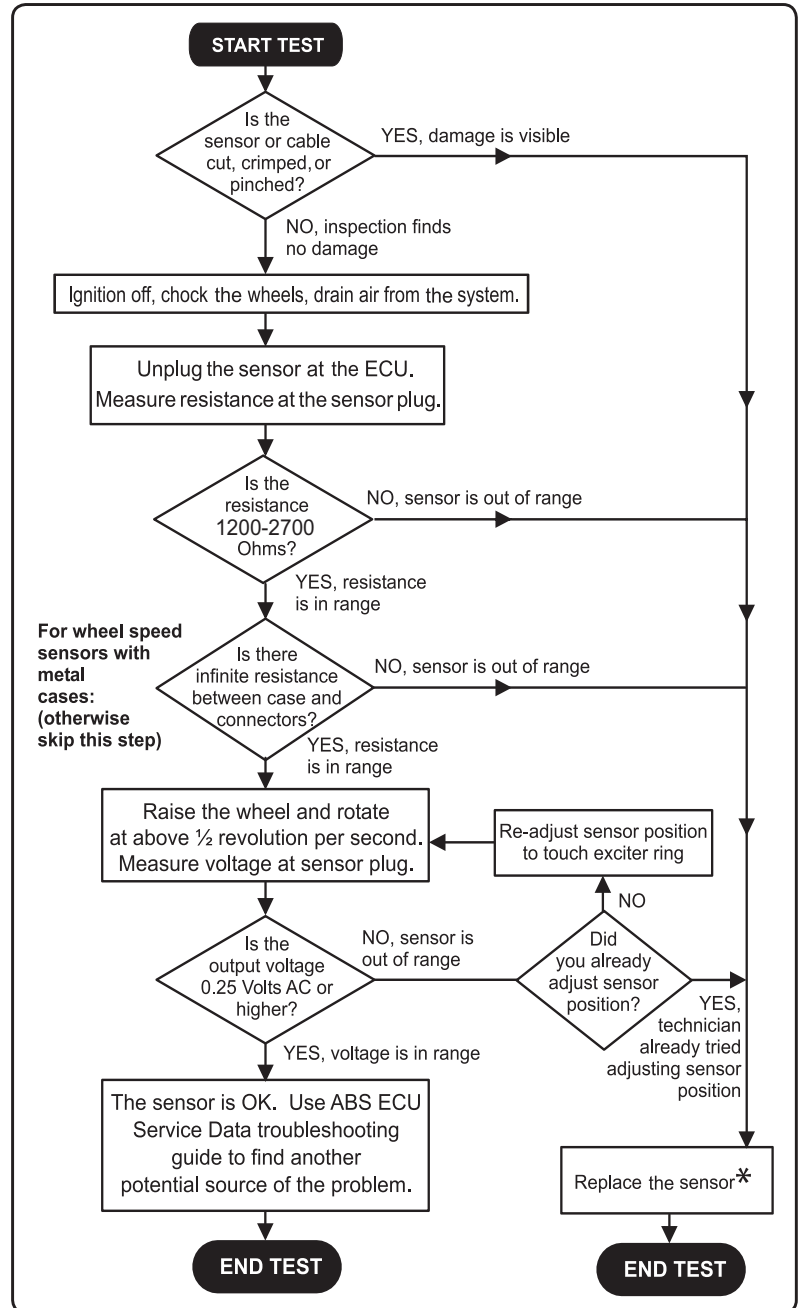 START TEST
Is the
sensor or cable
cut, crimped, or
pinched?
YES, damage is visible
NO, inspection finds
no damage
Ignition off, chock the wheels, drain air from the system.
Unplug the sensor at the ECU.
Measure resistance at the sensor plug.
Is the
resistance
1200-2700
Ohms?
NO, sensor is out of range
YES, resistance
is in range
For wheel speed
sensors with
metal
cases:
(otherwise
skip this step)
Is there
infinite resistance
between case and
connectors?
NO, sensor is out of range
YES, resistance
is in range
Raise the wheel and rotate
at above ½ revolution per second.
Measure voltage at sensor plug.
Re-adjust sensor position
to touch exciter ring
NO
Is the
output voltage
0.25 Volts AC or
higher?
NO, sensor is
out of range
Did
you already
adjust sensor
position?
YES,
technician
already tried
adjusting sensor
position
YES, voltage is in range
The sensor is OK. Use ABS ECU
Service Data troubleshooting
guide to find another
potential source of the problem.
Replace the sensor*
END TEST
END TEST